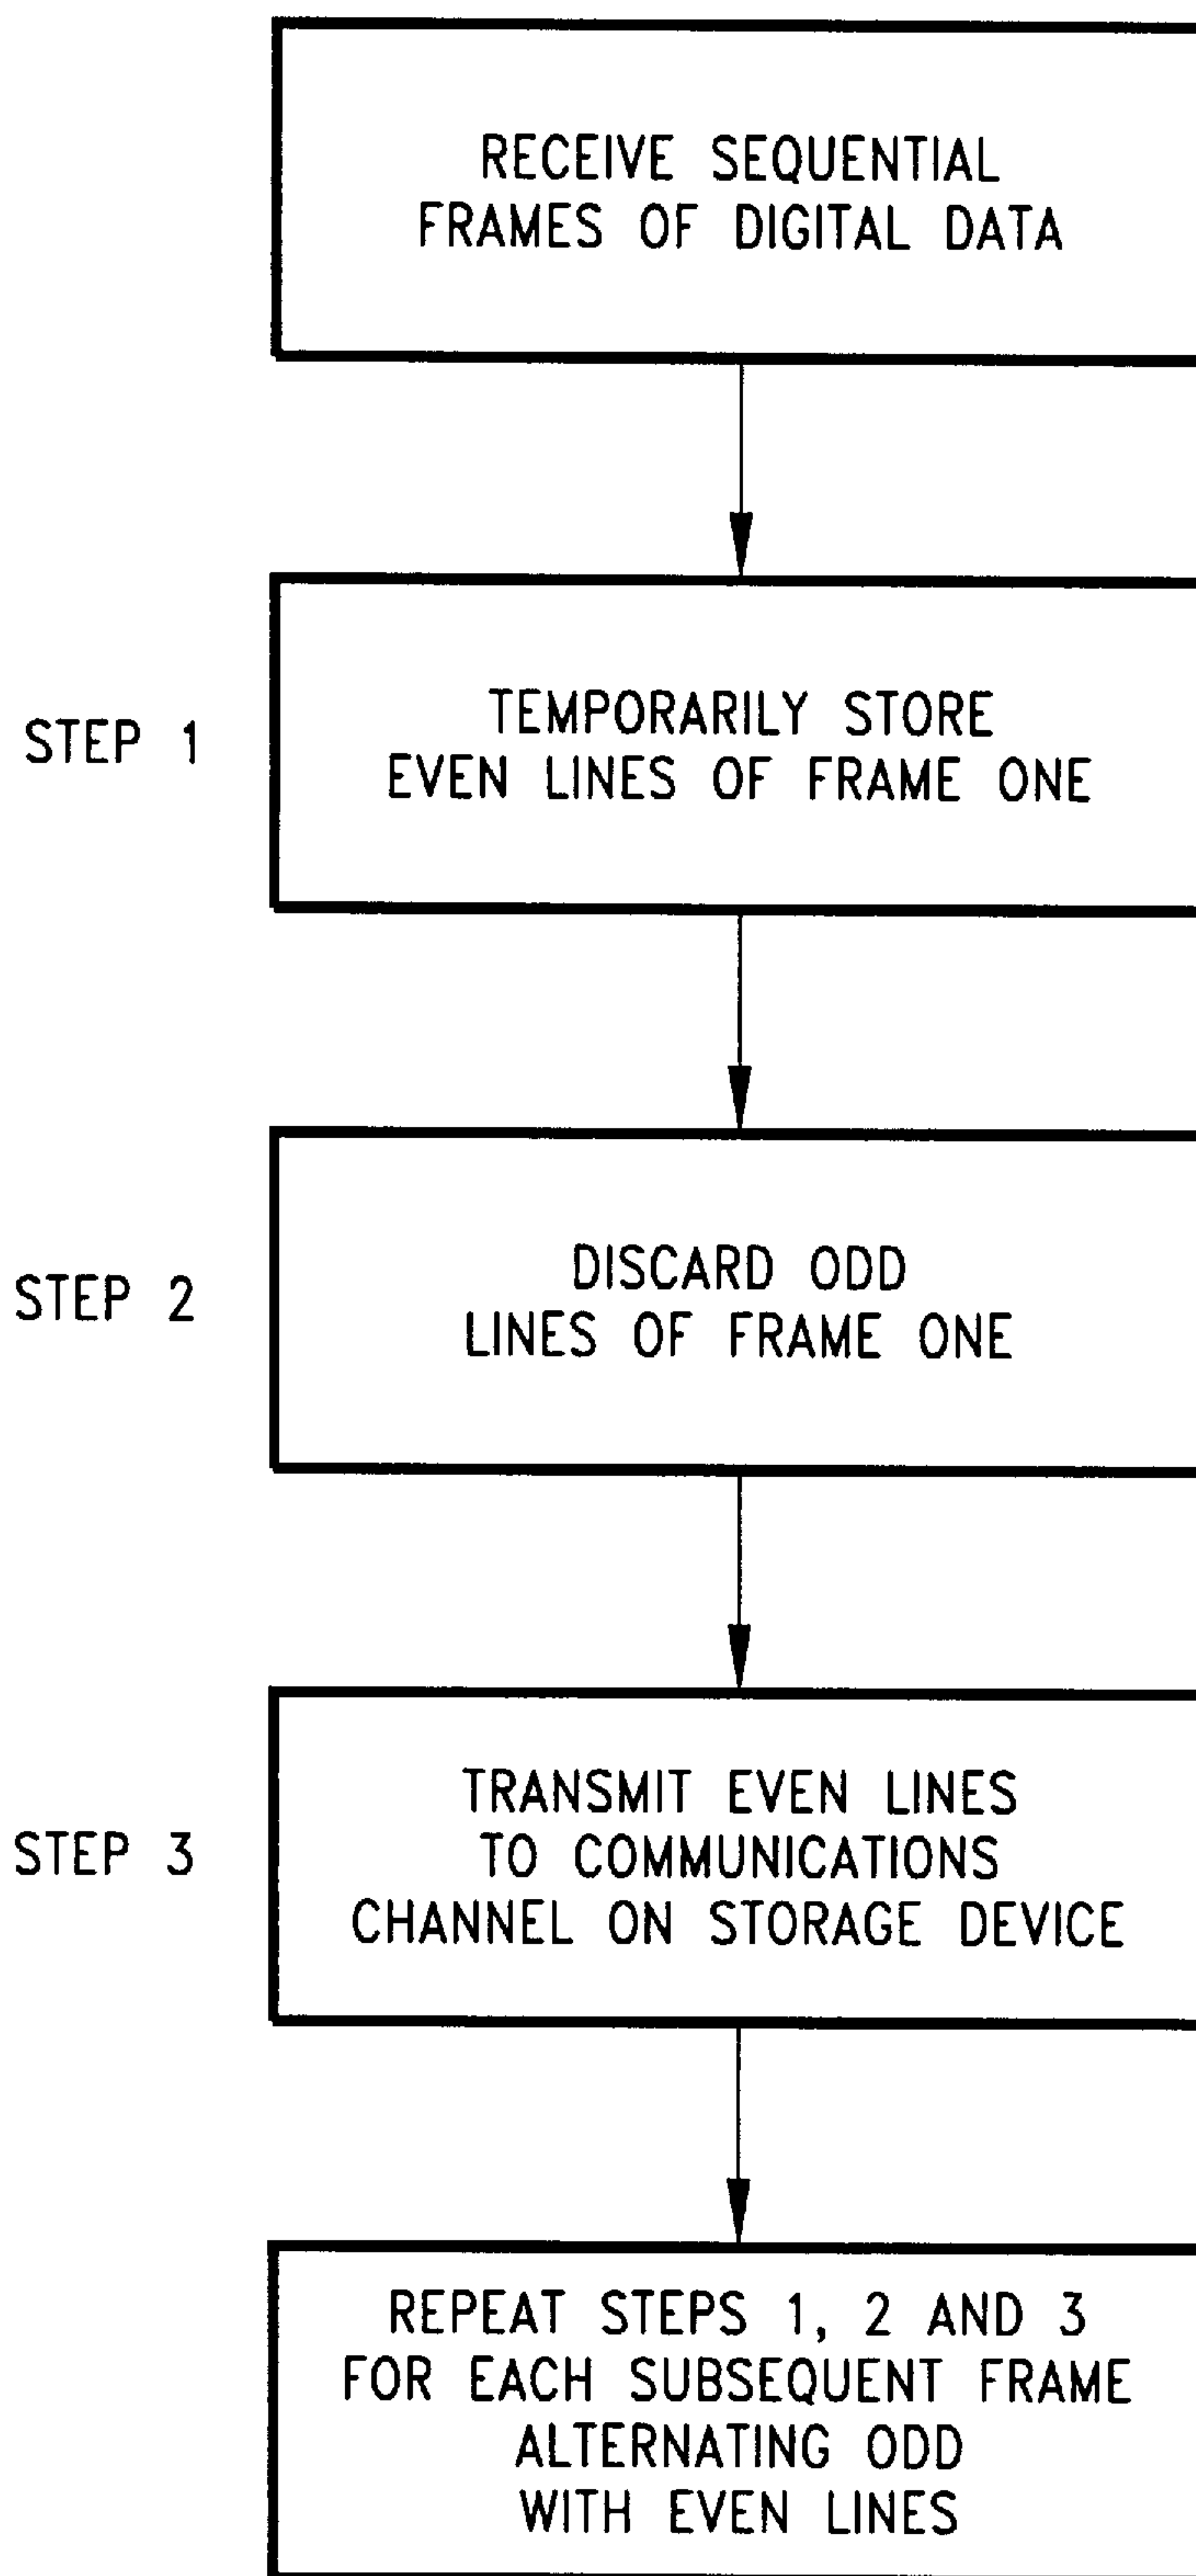 RECEIVE SEQUENTIAL
FRAMES OF DIGITAL DATA
STEP 1
TEMPORARILY STORE
EVEN LINES OF FRAME ONE
STEP 2
DISCARD ODD
LINES OF FRAME ONE
STEP 3
TRANSMIT EVEN LINES
TO COMMUNICATIONS
CHANNEL ON STORAGE DEVICE
REPEAT STEPS 1, 2 AND 3
FOR EACH SUBSEQUENT FRAME
ALTERNATING ODD
WITH EVEN LINES